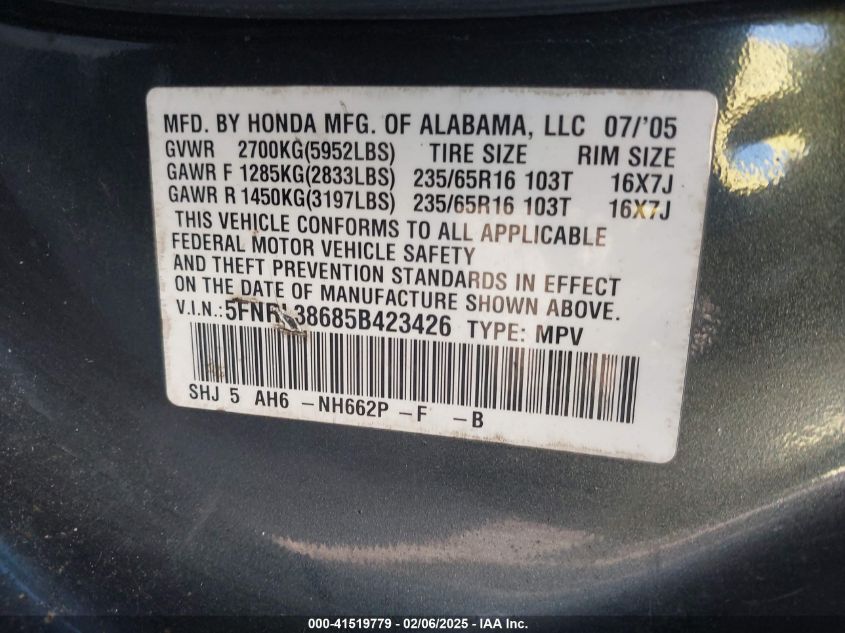 MFD. BY HONDA MFG. OF ALABAMA, LLC 07/'05
GVWR 2700KG(5952LBS) TIRE SIZE RIM SIZE
GAWR F 1285KG(2833LBS) 235/65R16 103T 16X7J
GAWR R 1450KG(3197LBS) 235/65R16 103T 16X7J
THIS VEHICLE CONFORMS TO ALL APPLICABLE
FEDERAL MOTOR VEHICLE SAFETY
AND THEFT PREVENTION STANDARDS IN EFFECT
ON THE DATE OF MANUFACTURE SHOWN ABOVE.
V.I.N.: TYPE: MPV
SHJ 5 AH6 -NH662P -F -B
000-41519779 - 02/06/2025 - IAA Inc.